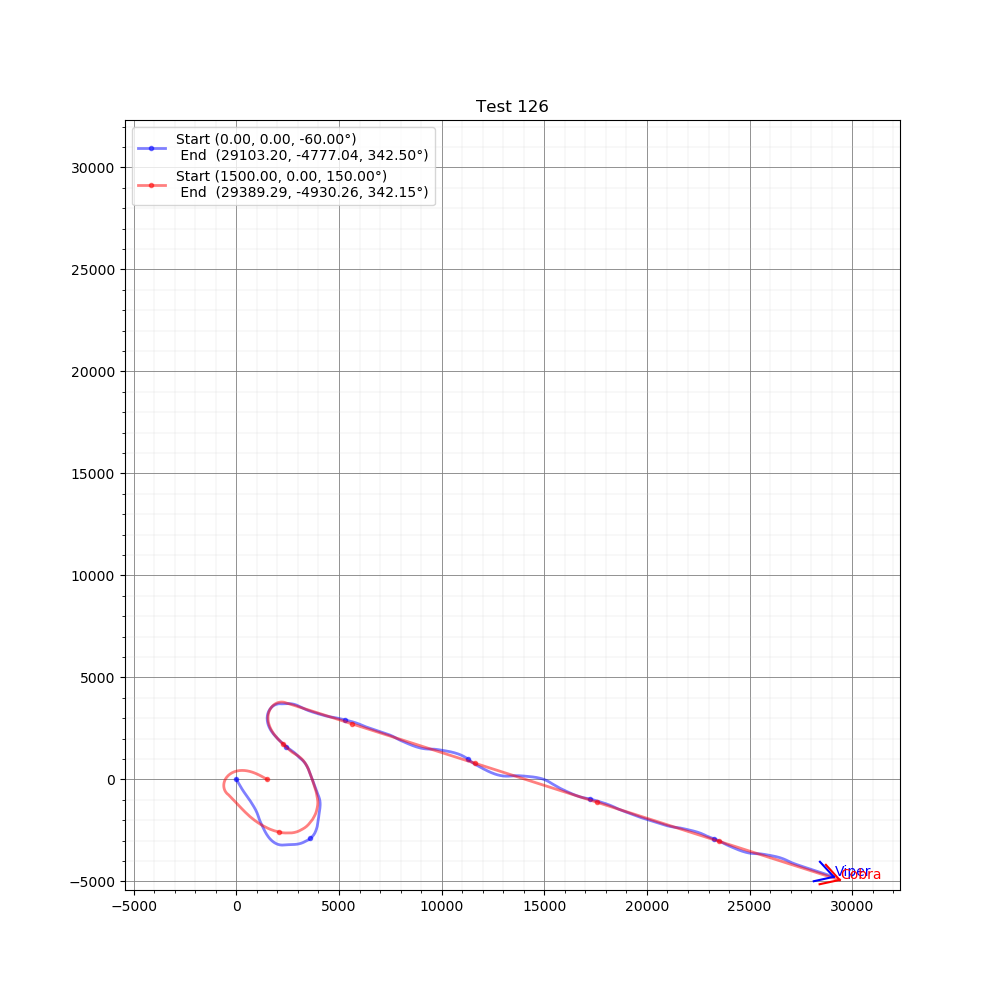 Test 126
Start (0.00, 0.00, -60.00°)
End (29103.20, -4777.04, 342.50°)
Start (1500.00, 0.00, 150.00°)
End (29389.29, -4930.26, 342.15°)
30000
25000
20000
15000
10000
5000
0
−5000
Viper
Cobra
−5000 0 5000 10000 15000 20000 25000 30000